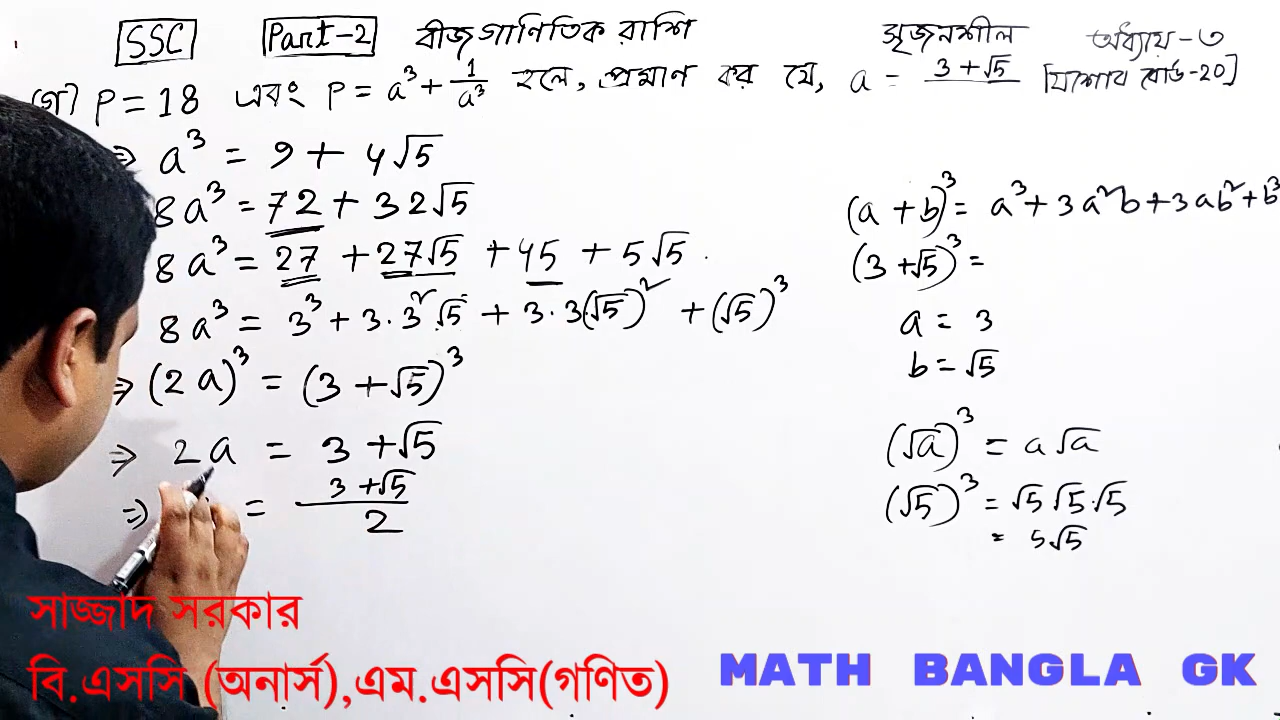 SSC Part-2 বীজগাণিতিক রাশি সৃজনশীল অধ্যায়-৩
(গ) P = 18 এবং P = a³ + 1/a³ হলে, প্রমাণ কর যে, a = 3 + √5 [যশোর বোর্ড-20]
⇒ a³ = 9 + 4√5
8a³ = 72 + 32√5
8a³ = 27 + 27√5 + 45 + 5√5
8a³ = 3³ + 3·3²√5 + 3·3(√5)² + (√5)³
⇒ (2a)³ = (3 + √5)³
⇒ 2a = 3 + √5
⇒ = 3 + √5 / 2
(a + b)³ = a³ + 3a²b + 3ab² + b³
(3 + √5)³ =
a = 3
b = √5
(√a)³ = a√a
(√5)³ = √5 √5·√5
= 5√5
সাজ্জাদ সরকার
বি.এসসি (অনার্স),এম.এসসি(গণিত)
MATH BANGLA GK